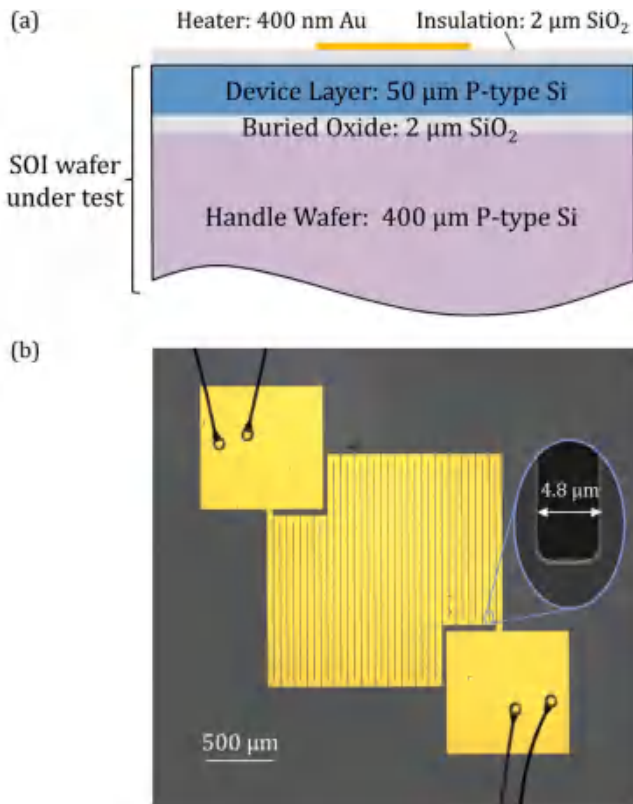 (a)
Heater: 400 nm Au
Insulation: 2 μm SiO₂
Device Layer: 50 μm P-type Si
Buried Oxide: 2 μm SiO₂
SOI wafer
under test
Handle Wafer: 400 μm P-type Si
(b)
4.8 μm
500 μm